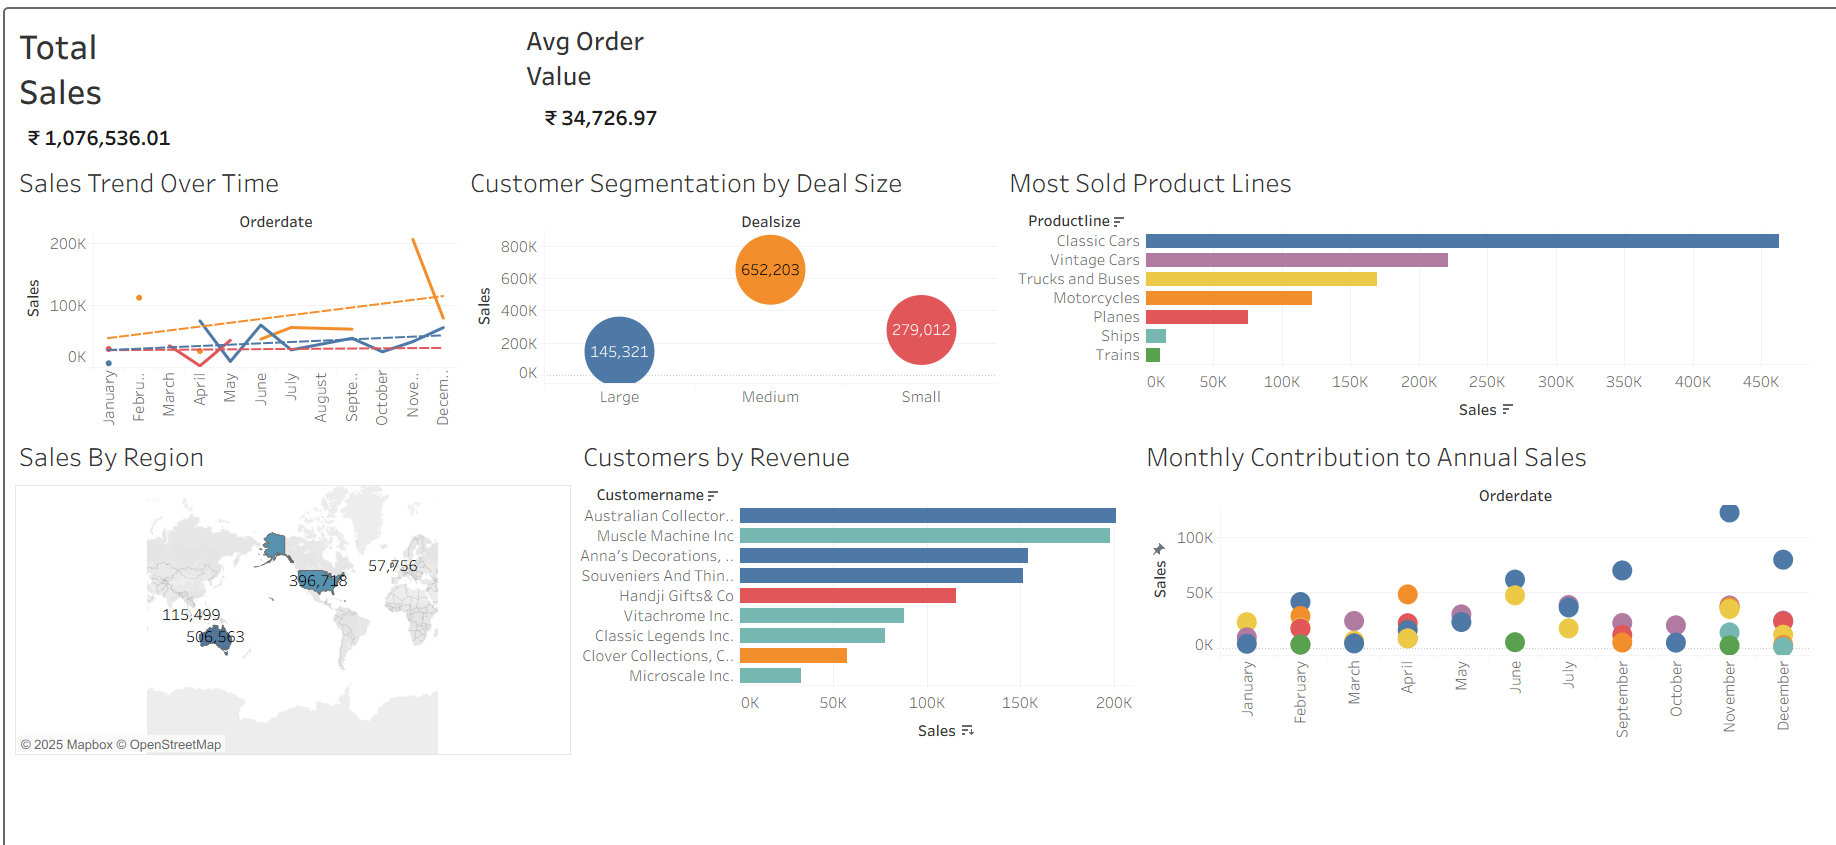 Total
Sales
₹ 1,076,536.01
Avg Order
Value
₹ 34,726.97
Sales Trend Over Time
Orderdate
Sales
200K
100K
0K
January
Febru..
March
April
May
June
July
August
Septe..
October
Nove..
Decem..
Customer Segmentation by Deal Size
Dealsize
Sales
800K
600K
400K
200K
0K
652,203
279,012
145,321
Large
Medium
Small
Most Sold Product Lines
Productline
Classic Cars
Vintage Cars
Trucks and Buses
Motorcycles
Planes
Ships
Trains
0K 50K 100K 150K 200K 250K 300K 350K 400K 450K
Sales
Sales By Region
57,756
396,718
115,499
506,563
© 2025 Mapbox © OpenStreetMap
Customers by Revenue
Customername
Australian Collector..
Muscle Machine Inc
Anna's Decorations, ..
Souveniers And Thin..
Handji Gifts& Co
Vitachrome Inc.
Classic Legends Inc.
Clover Collections, C..
Microscale Inc.
0K 50K 100K 150K 200K
Sales
Monthly Contribution to Annual Sales
Orderdate
Sales
100K
50K
0K
January
February
March
April
May
June
July
September
October
November
December